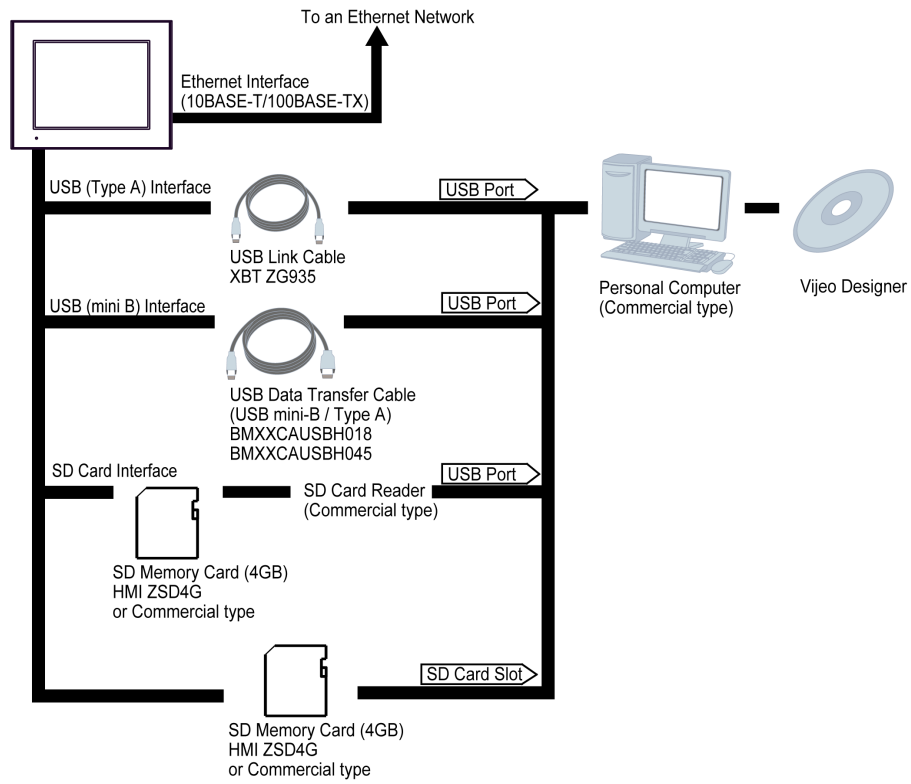 To an Ethernet Network
Ethernet Interface
(10BASE-T/100BASE-TX)
USB (Type A) Interface
USB Port
USB Link Cable
XBT ZG935
Personal Computer
(Commercial type)
Vijeo Designer
USB (mini B) Interface
USB Port
USB Data Transfer Cable
(USB mini-B / Type A)
BMXXCAUSBH018
BMXXCAUSBH045
SD Card Interface
USB Port
SD Card Reader
(Commercial type)
SD Memory Card (4GB)
HMI ZSD4G
or Commercial type
SD Card Slot
SD Memory Card (4GB)
HMI ZSD4G
or Commercial type